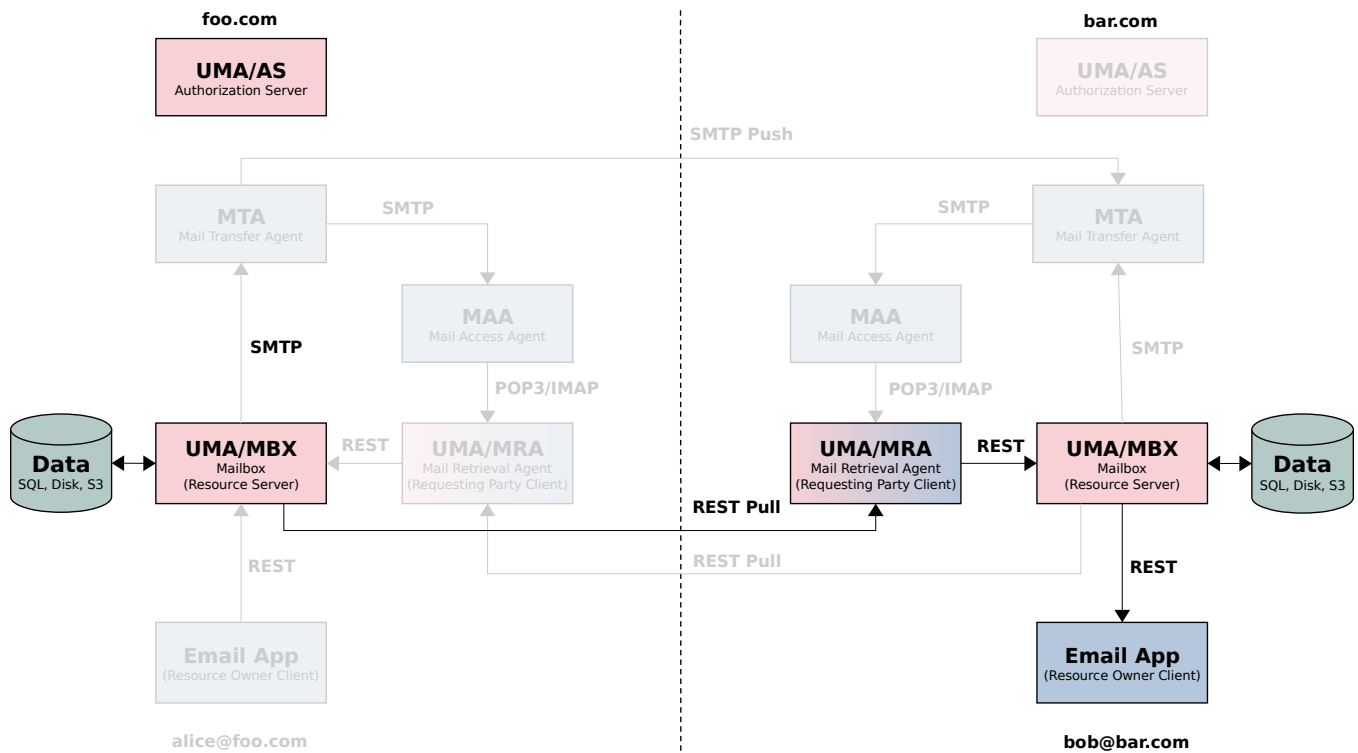 foo.com
bar.com
UMA/AS
Authorization Server
UMA/AS
Authorization Server
SMTP Push
MTA
Mail Transfer Agent
SMTP
SMTP
MTA
Mail Transfer Agent
MAA
Mail Access Agent
MAA
Mail Access Agent
SMTP
SMTP
POP3/IMAP
POP3/IMAP
Data
SQL, Disk, S3
UMA/MBX
Mailbox
(Resource Server)
REST
UMA/MRA
Mail Retrieval Agent
(Requesting Party Client)
UMA/MRA
Mail Retrieval Agent
(Requesting Party Client)
REST
UMA/MBX
Mailbox
(Resource Server)
Data
SQL, Disk, S3
REST Pull
REST Pull
REST
REST
Email App
(Resource Owner Client)
Email App
(Resource Owner Client)
alice@foo.com
bob@bar.com